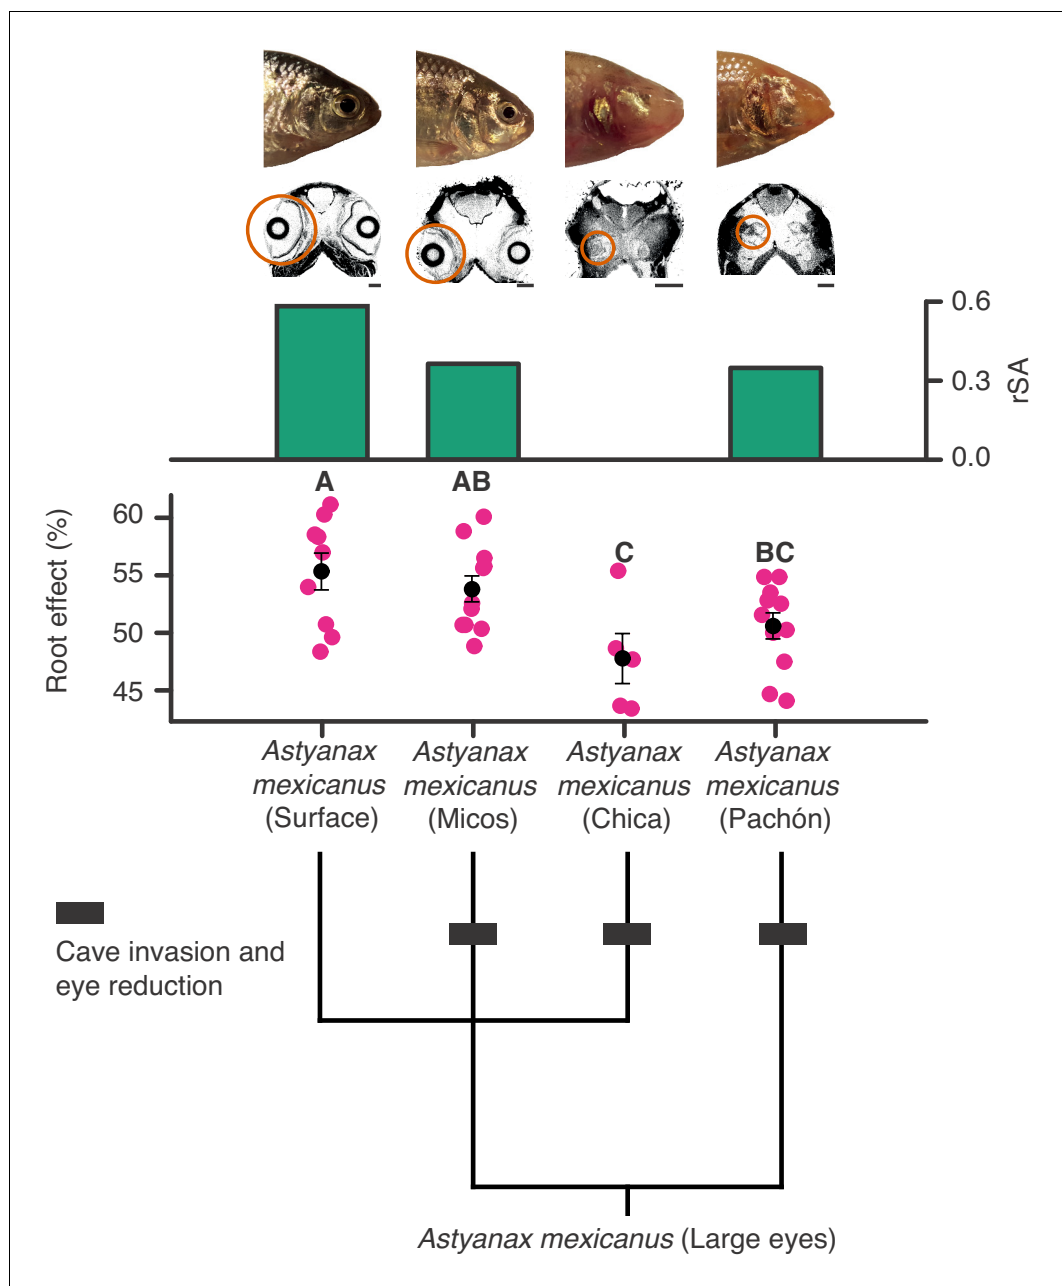 0.6
0.3
0.0
rSA
A
AB
C
BC
Root effect (%)
60
55
50
45
Astyanax
mexicanus
(Surface)
Astyanax
mexicanus
(Micos)
Astyanax
mexicanus
(Chica)
Astyanax
mexicanus
(Pachón)
Cave invasion and
eye reduction
Astyanax mexicanus (Large eyes)